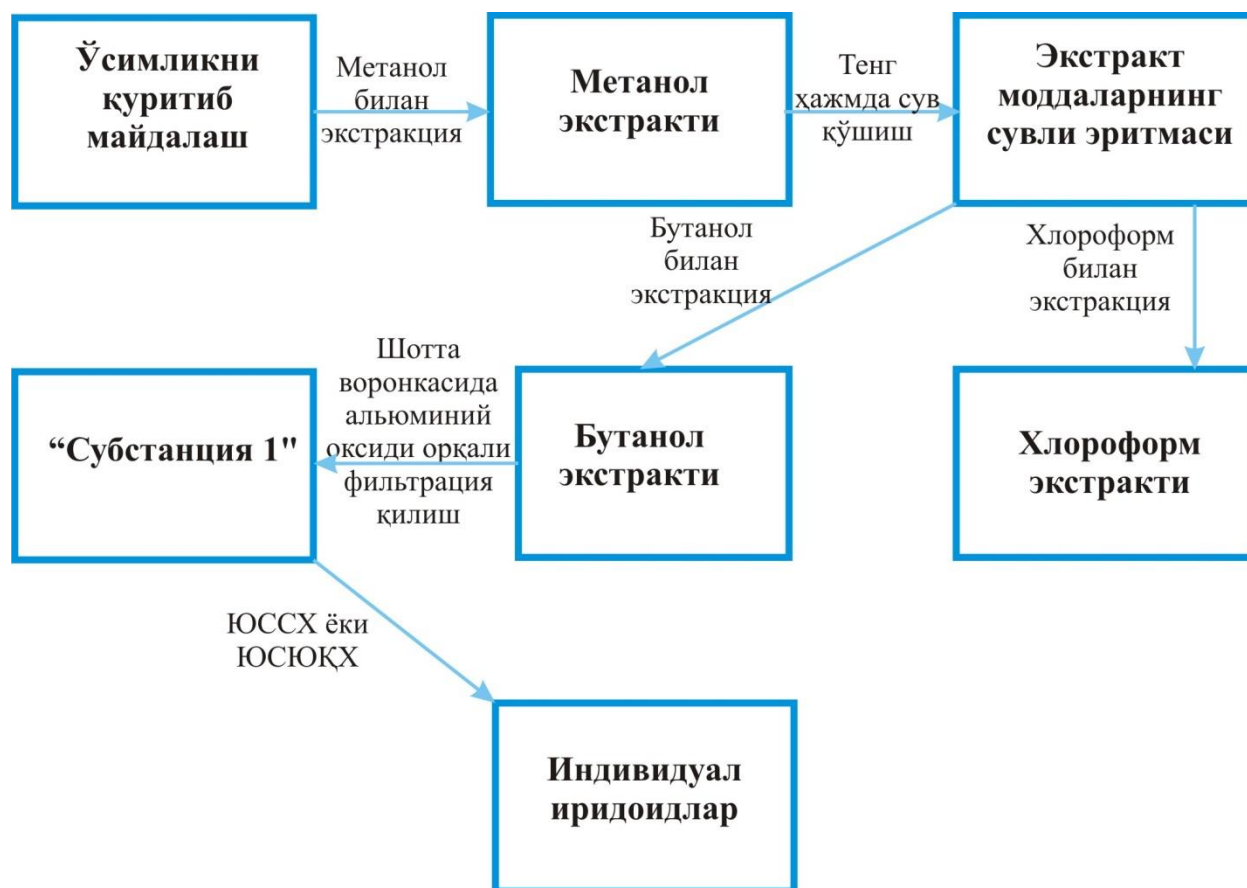 Ўсимликни
қуритиб
майдалаш
Метанол
билан
экстракция
Метанол
экстракти
Тенг
ҳажмда сув
қўшиш
Экстракт
моддаларнинг
сувли эритмаси
Бутанол
билан
экстракция
Хлороформ
билан
экстракция
“Субстанция 1"
Шотта
воронкасида
альюминий
оксиди орқали
фильтрация
қилиш
Бутанол
экстракти
Хлороформ
экстракти
ЮССХ ёки
ЮСЮҚХ
Индивидуал
иридоидлар